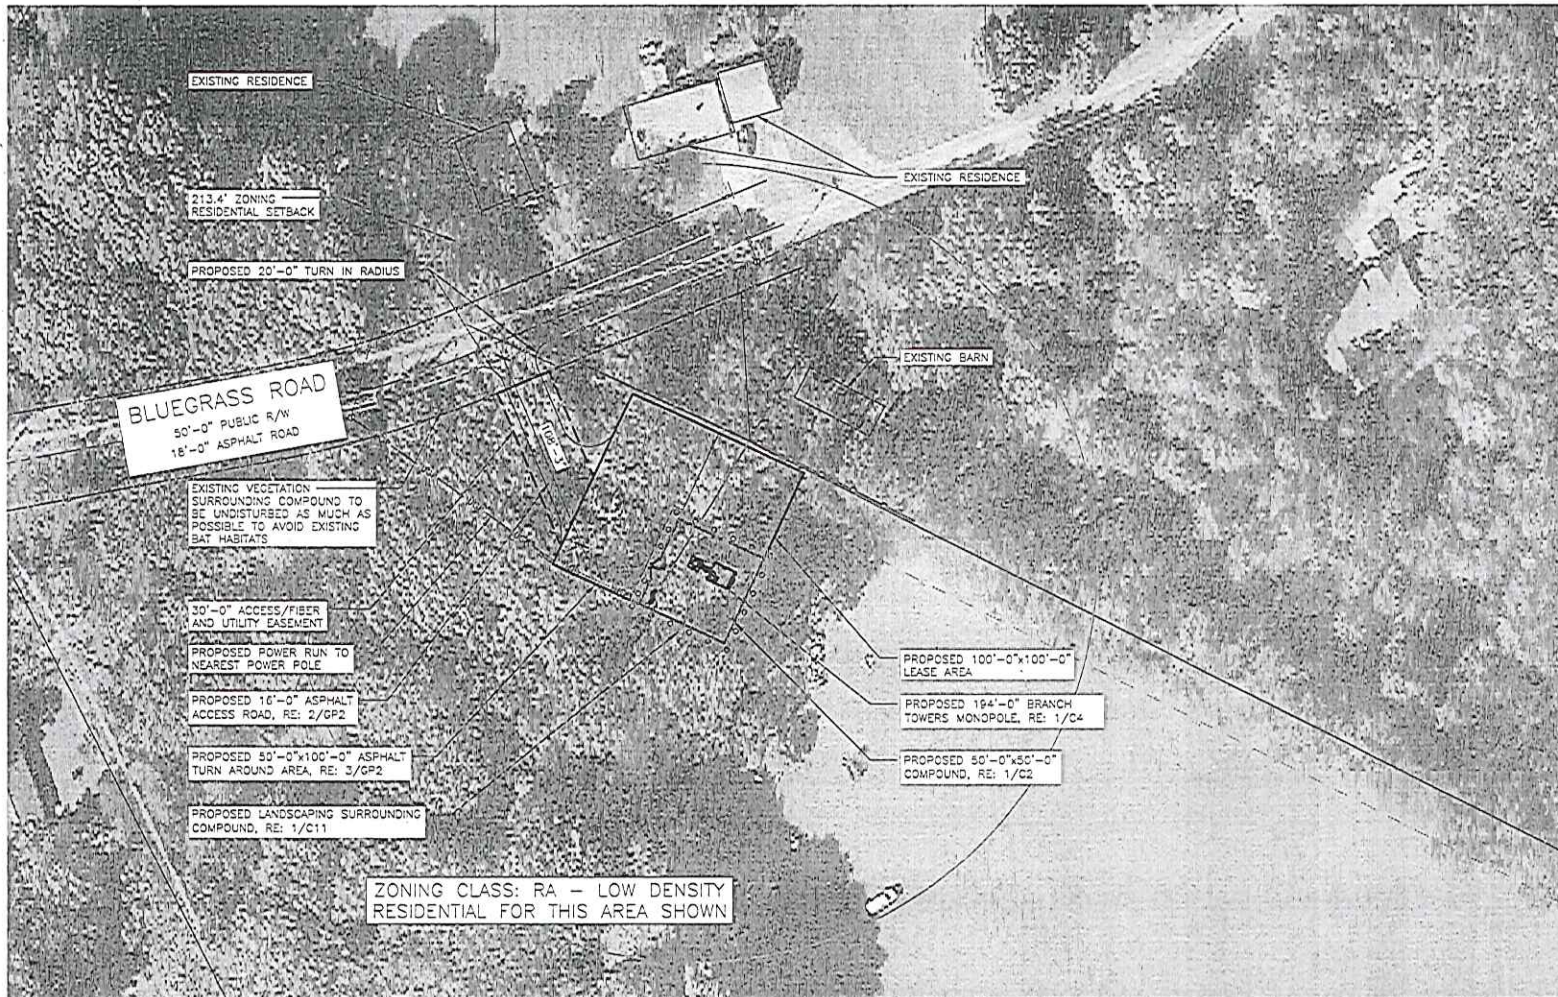 EXISTING RESIDENCE
EXISTING RESIDENCE
213.4' ZONING
RESIDENTIAL SETBACK
PROPOSED 20'-0" TURN IN RADIUS
EXISTING BARN
BLUEGRASS ROAD
50'-0" PUBLIC R/W
18'-0" ASPHALT ROAD
EXISTING VEGETATION
SURROUNDING COMPOUND TO
BE UNDISTURBED AS MUCH AS
POSSIBLE TO AVOID EXISTING
BAT HABITATS
30'-0" ACCESS/FIBER
AND UTILITY EASEMENT
PROPOSED POWER RUN TO
NEAREST POWER POLE
PROPOSED 16'-0" ASPHALT
ACCESS ROAD, RE: 2/GP2
PROPOSED 50'-0"x100'-0" ASPHALT
TURN AROUND AREA, RE: 3/GP2
PROPOSED LANDSCAPING SURROUNDING
COMPOUND, RE: 1/C11
PROPOSED 100'-0"x100'-0"
LEASE AREA
PROPOSED 194'-0" BRANCH
TOWERS MONOPOLE, RE: 1/C4
PROPOSED 50'-0"x50'-0"
COMPOUND, RE: 1/C2
ZONING CLASS: RA – LOW DENSITY
RESIDENTIAL FOR THIS AREA SHOWN